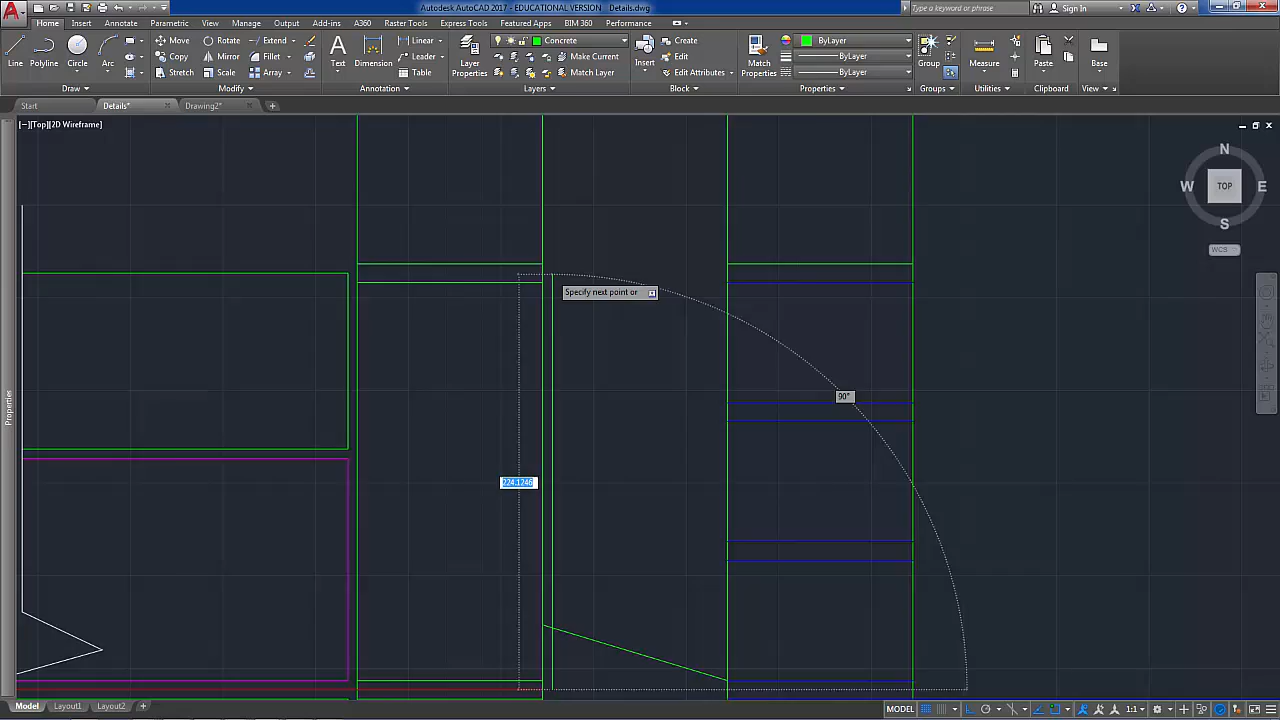 Autodesk AutoCAD 2017 - EDUCATIONAL VERSION Details.dwg
Type a keyword or phrase
Sign In
Home Insert Annotate Parametric View Manage Output Add-ins A360 Raster Tools Express Tools Featured Apps BIM 360 Performance
Line Polyline Circle Arc
Move Rotate Extend
Copy Mirror Fillet
Stretch Scale Array
Text Dimension
Linear
Leader
Table
Layer Properties
Concrete
Make Current
Match Layer
Insert
Create
Edit
Edit Attributes
Match Properties
ByLayer
ByLayer
ByLayer
Group Measure Paste Base
Draw Modify Annotation Layers Block Properties Groups Utilities Clipboard View
Start Details* Drawing2*
[−][Top][2D Wireframe]
N
W TOP E
S
WCS
Specify next point or
90°
224.1246
Properties
Model Layout1 Layout2
MODEL 1:1